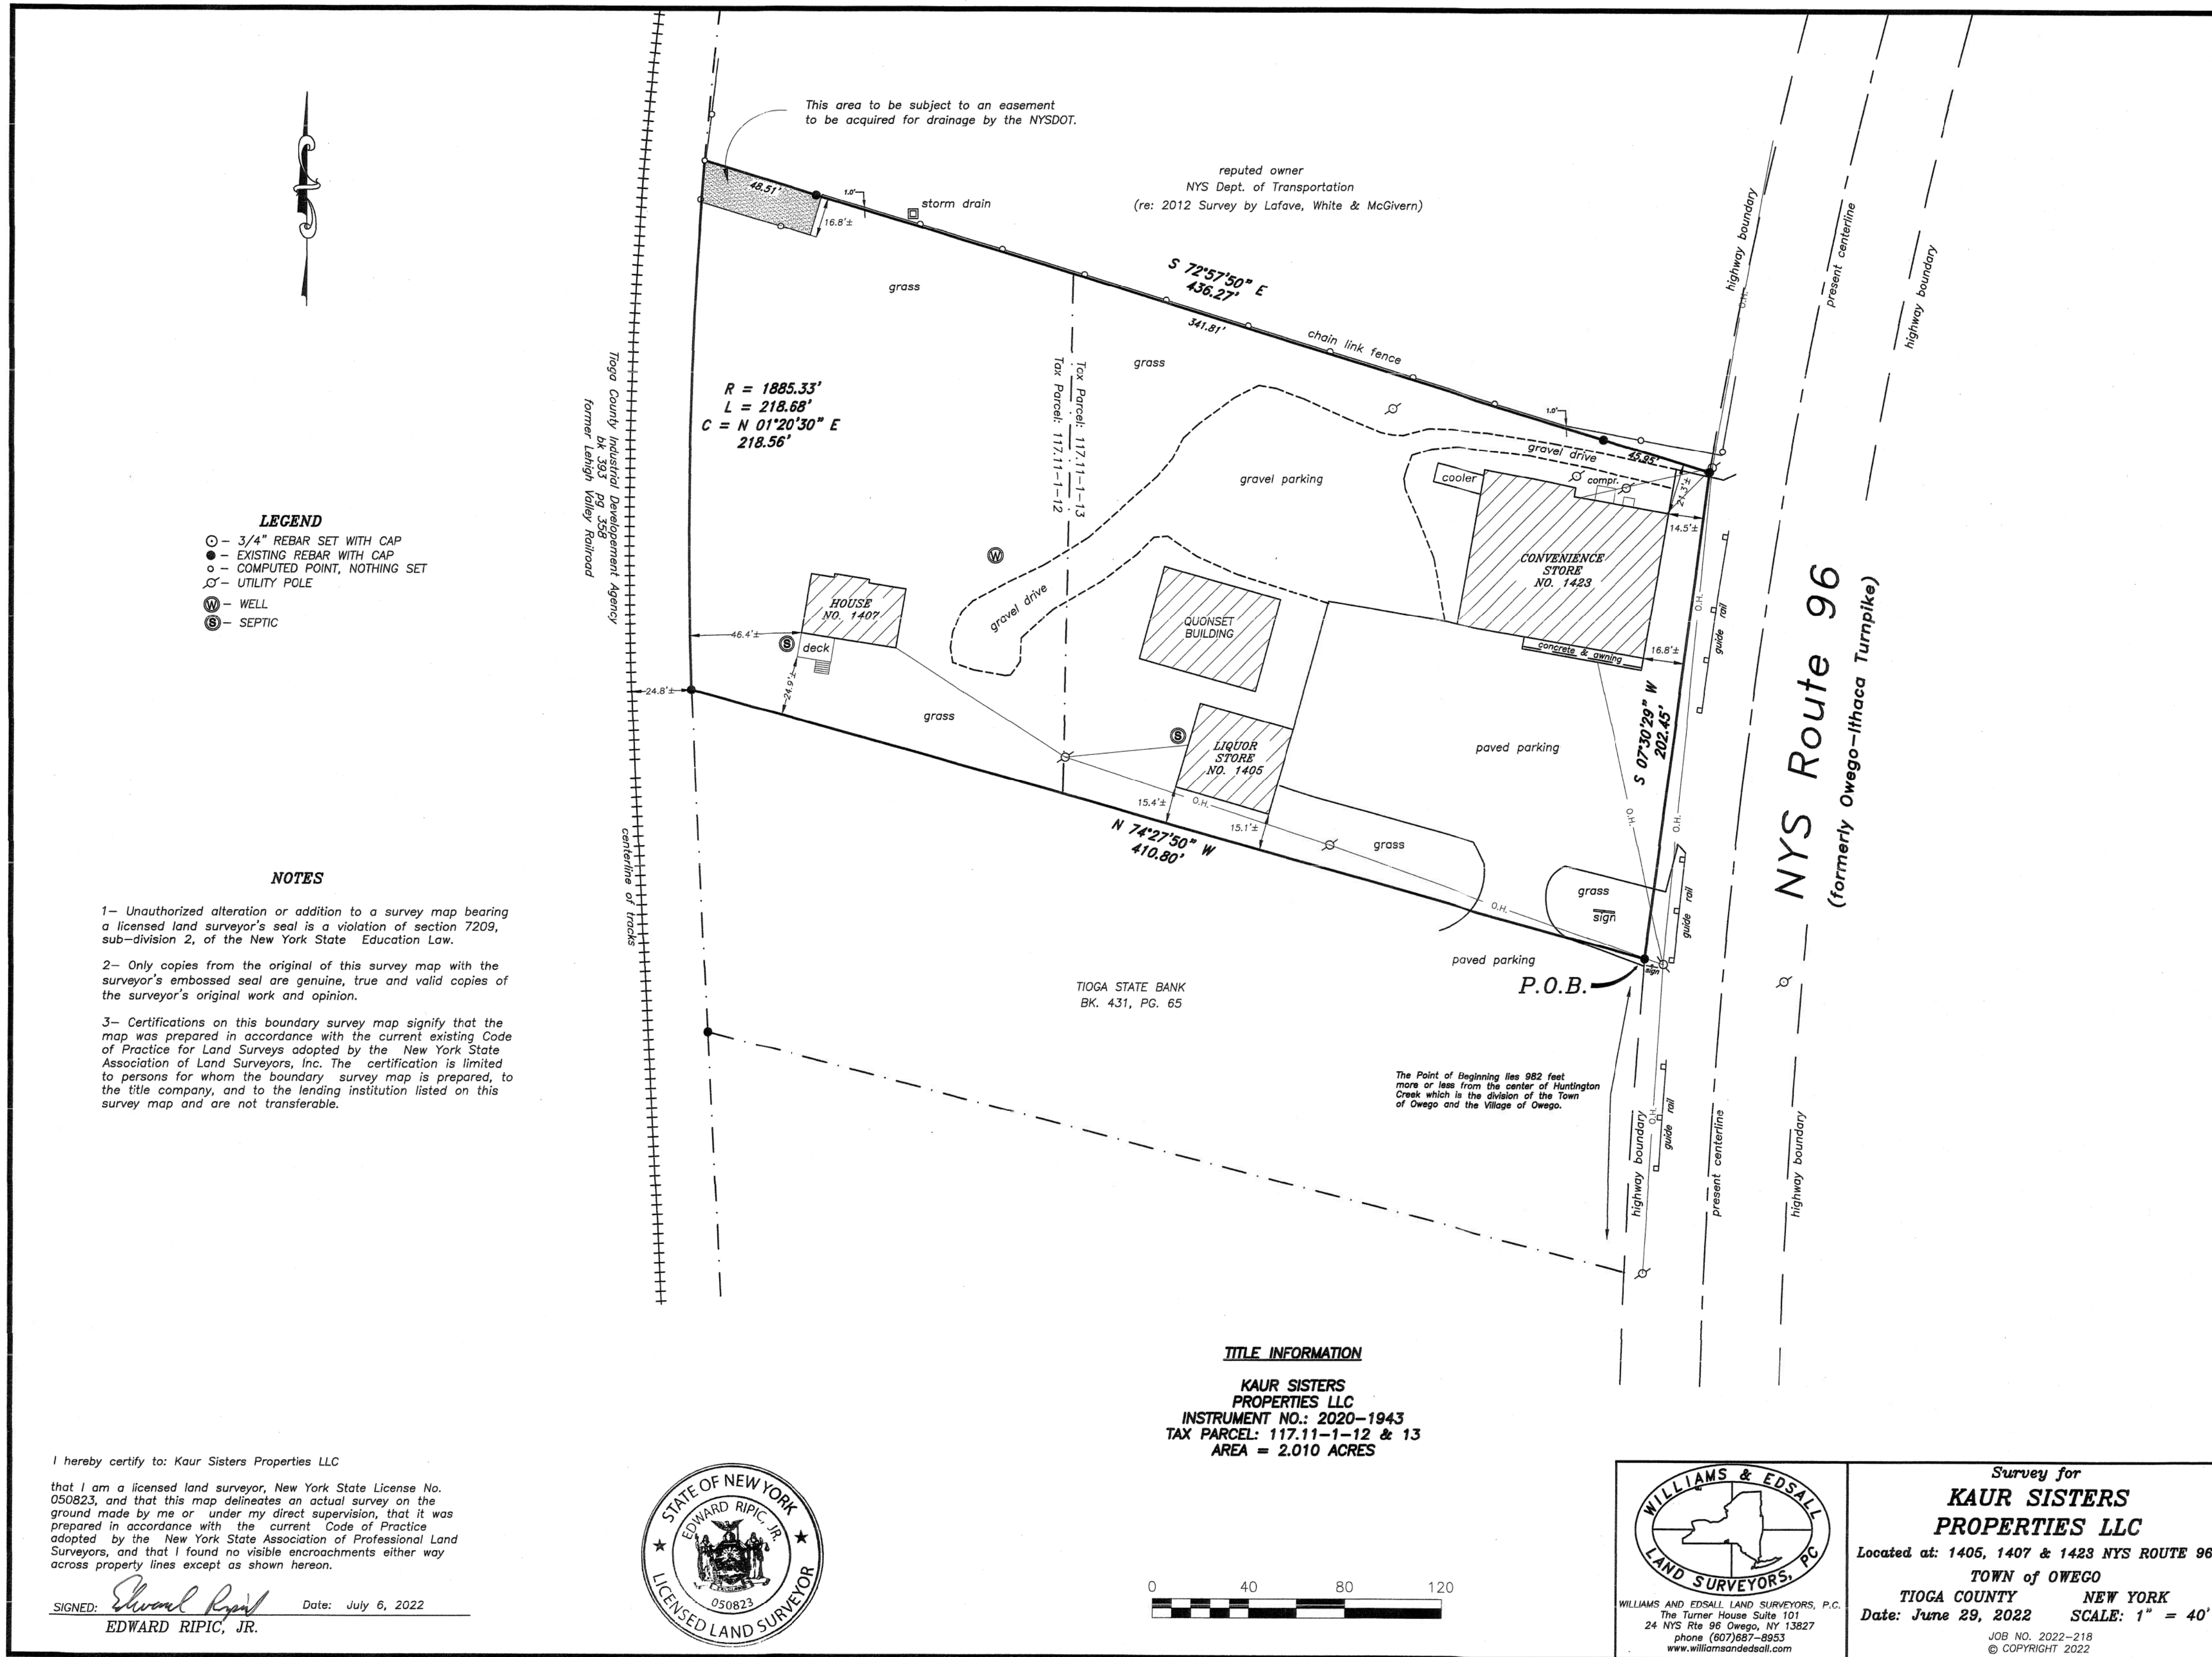 This area to be subject to an easement
to be acquired for drainage by the NYSDOT.
reputed owner
NYS Dept. of Transportation
(re: 2012 Survey by Lafave, White & McGivern)
48.51'
1.0'
16.8'±
storm drain
grass
S 72°57'50" E
436.27'
341.81'
chain link fence
grass
highway boundary
present centerline
highway boundary
O.H.
R = 1885.33'
L = 218.68'
C = N 01°20'30" E
218.56'
Tax Parcel: 117.11-1-13
Tax Parcel: 117.11-1-12
Tioga County Industrial Developement Agency
bk 393 pg 358
former Lehigh Valley Railroad
1.0'
gravel drive
45.95'
gravel parking
cooler
compr.
21.3'±
14.5'±
CONVENIENCE
STORE
NO. 1423
LEGEND
⊙ – 3/4" REBAR SET WITH CAP
● – EXISTING REBAR WITH CAP
○ – COMPUTED POINT, NOTHING SET
– UTILITY POLE
W – WELL
S – SEPTIC
W
HOUSE
NO. 1407
gravel drive
QUONSET
BUILDING
46.4'±
S
deck
24.9'±
24.8'±
concrete & awning
16.8'±
O.H.
guide rail
NYS Route 96
(formerly Owego-Ithaca Turnpike)
grass
S
LIQUOR
STORE
NO. 1405
paved parking
S 07°30'29" W
202.45'
15.4'±
O.H.
15.1'±
N 74°27'50" W
410.80'
grass
O.H.
O.H.
O.H.
grass
sign
guide rail
centerline of tracks
paved parking
sign
P.O.B.
TIOGA STATE BANK
BK. 431, PG. 65
NOTES
1– Unauthorized alteration or addition to a survey map bearing
a licensed land surveyor's seal is a violation of section 7209,
sub-division 2, of the New York State Education Law.
2– Only copies from the original of this survey map with the
surveyor's embossed seal are genuine, true and valid copies of
the surveyor's original work and opinion.
3– Certifications on this boundary survey map signify that the
map was prepared in accordance with the current existing Code
of Practice for Land Surveys adopted by the New York State
Association of Land Surveyors, Inc. The certification is limited
to persons for whom the boundary survey map is prepared, to
the title company, and to the lending institution listed on this
survey map and are not transferable.
The Point of Beginning lies 982 feet
more or less from the center of Huntington
Creek which is the division of the Town
of Owego and the Village of Owego.
highway boundary
O.H.
guide rail
present centerline
highway boundary
TITLE INFORMATION
KAUR SISTERS
PROPERTIES LLC
INSTRUMENT NO.: 2020-1943
TAX PARCEL: 117.11-1-12 & 13
AREA = 2.010 ACRES
I hereby certify to: Kaur Sisters Properties LLC
that I am a licensed land surveyor, New York State License No.
050823, and that this map delineates an actual survey on the
ground made by me or under my direct supervision, that it was
prepared in accordance with the current Code of Practice
adopted by the New York State Association of Professional Land
Surveyors, and that I found no visible encroachments either way
across property lines except as shown hereon.
SIGNED: Edward Ripic Date: July 6, 2022
EDWARD RIPIC, JR.
STATE OF NEW YORK
EDWARD RIPIC, JR.
050823
LICENSED LAND SURVEYOR
0 40 80 120
WILLIAMS & EDSALL
LAND SURVEYORS, PC
WILLIAMS AND EDSALL LAND SURVEYORS, P.C.
The Turner House Suite 101
24 NYS Rte 96 Owego, NY 13827
phone (607)687-8953
www.williamsandedsall.com
Survey for
KAUR SISTERS
PROPERTIES LLC
Located at: 1405, 1407 & 1423 NYS ROUTE 96
TOWN of OWEGO
TIOGA COUNTY NEW YORK
Date: June 29, 2022 SCALE: 1" = 40'
JOB NO. 2022-218
© COPYRIGHT 2022